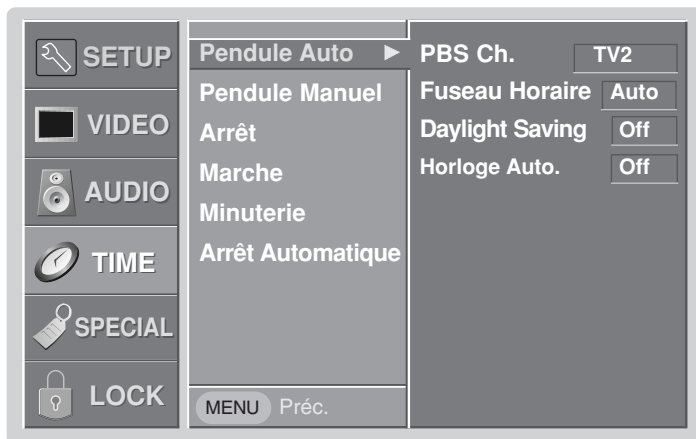 SETUP
VIDEO
AUDIO
TIME
SPECIAL
LOCK
Pendule Auto ►
Pendule Manuel
Arrêt
Marche
Minuterie
Arrêt Automatique
MENU Préc.
PBS Ch. TV2
Fuseau Horaire Auto
Daylight Saving Off
Horloge Auto. Off